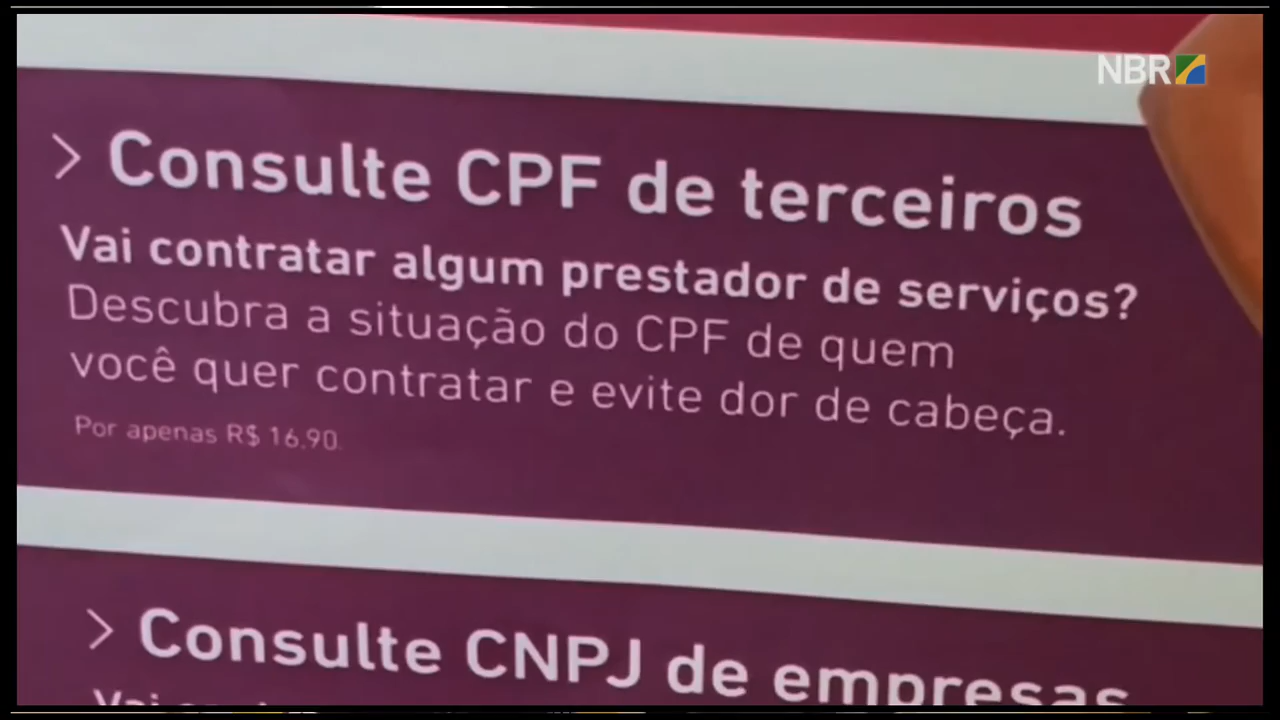 NBR
> Consulte CPF de terceiros
Vai contratar algum prestador de serviços?
Descubra a situação do CPF de quem
você quer contratar e evite dor de cabeça.
Por apenas R$ 16,90.
> Consulte CNPJ de empresas
Vai